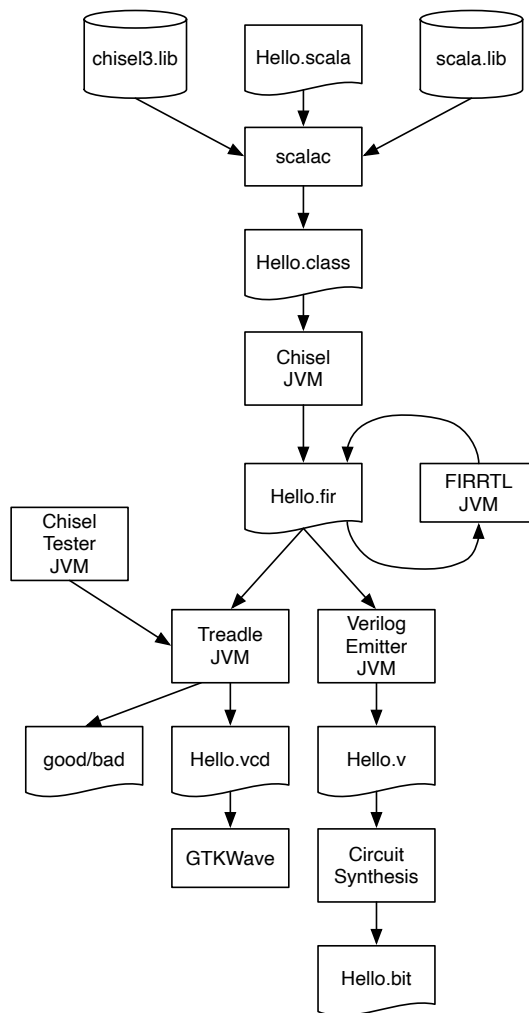 chisel3.lib
Hello.scala
scala.lib
scalac
Hello.class
Chisel
JVM
Hello.fir
FIRRTL
JVM
Chisel
Tester
JVM
Treadle
JVM
Verilog
Emitter
JVM
good/bad
Hello.vcd
Hello.v
GTKWave
Circuit
Synthesis
Hello.bit